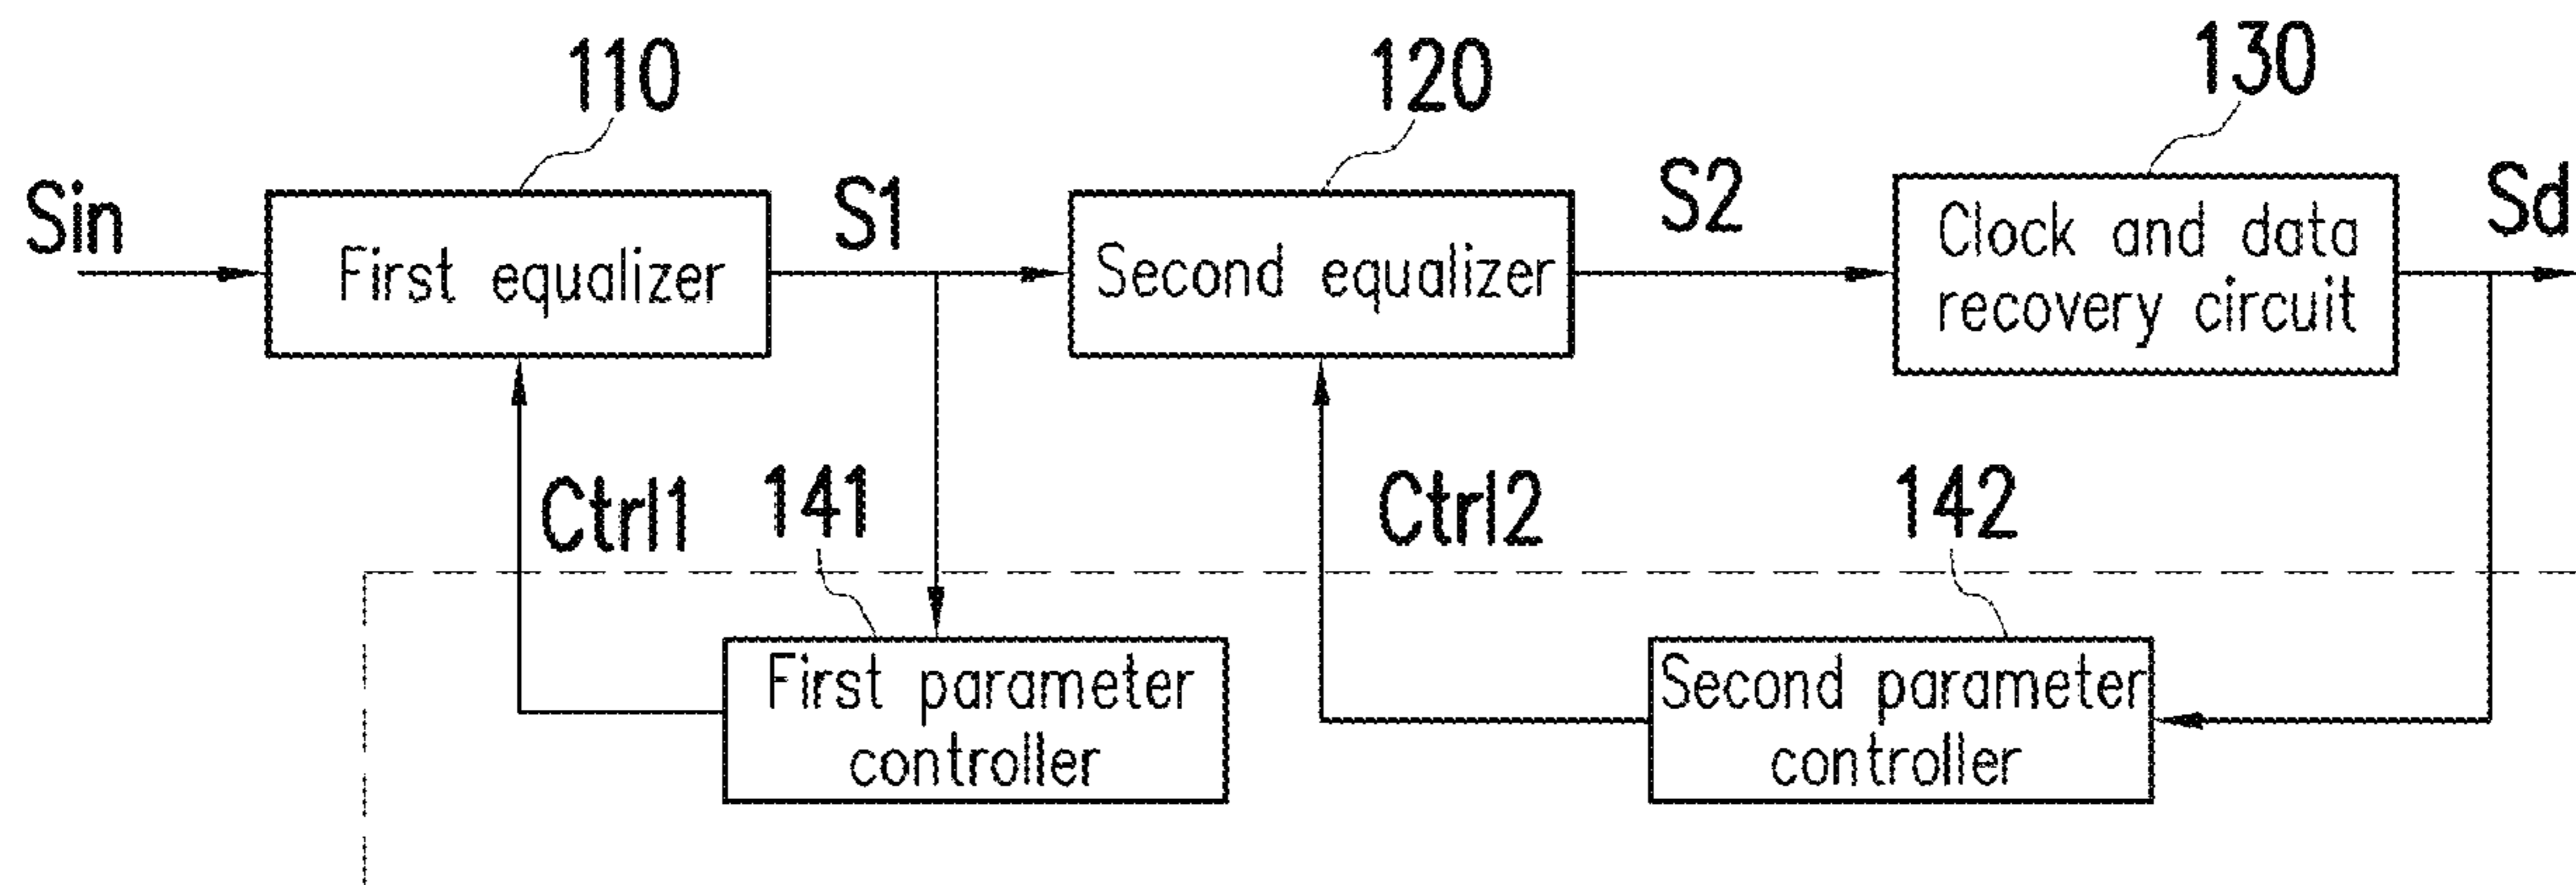 110
120
130
Sin
First equalizer
S1
Second equalizer
S2
Clock and data
recovery circuit
Sd
Ctrl1
141
Ctrl2
142
First parameter
controller
Second parameter
controller